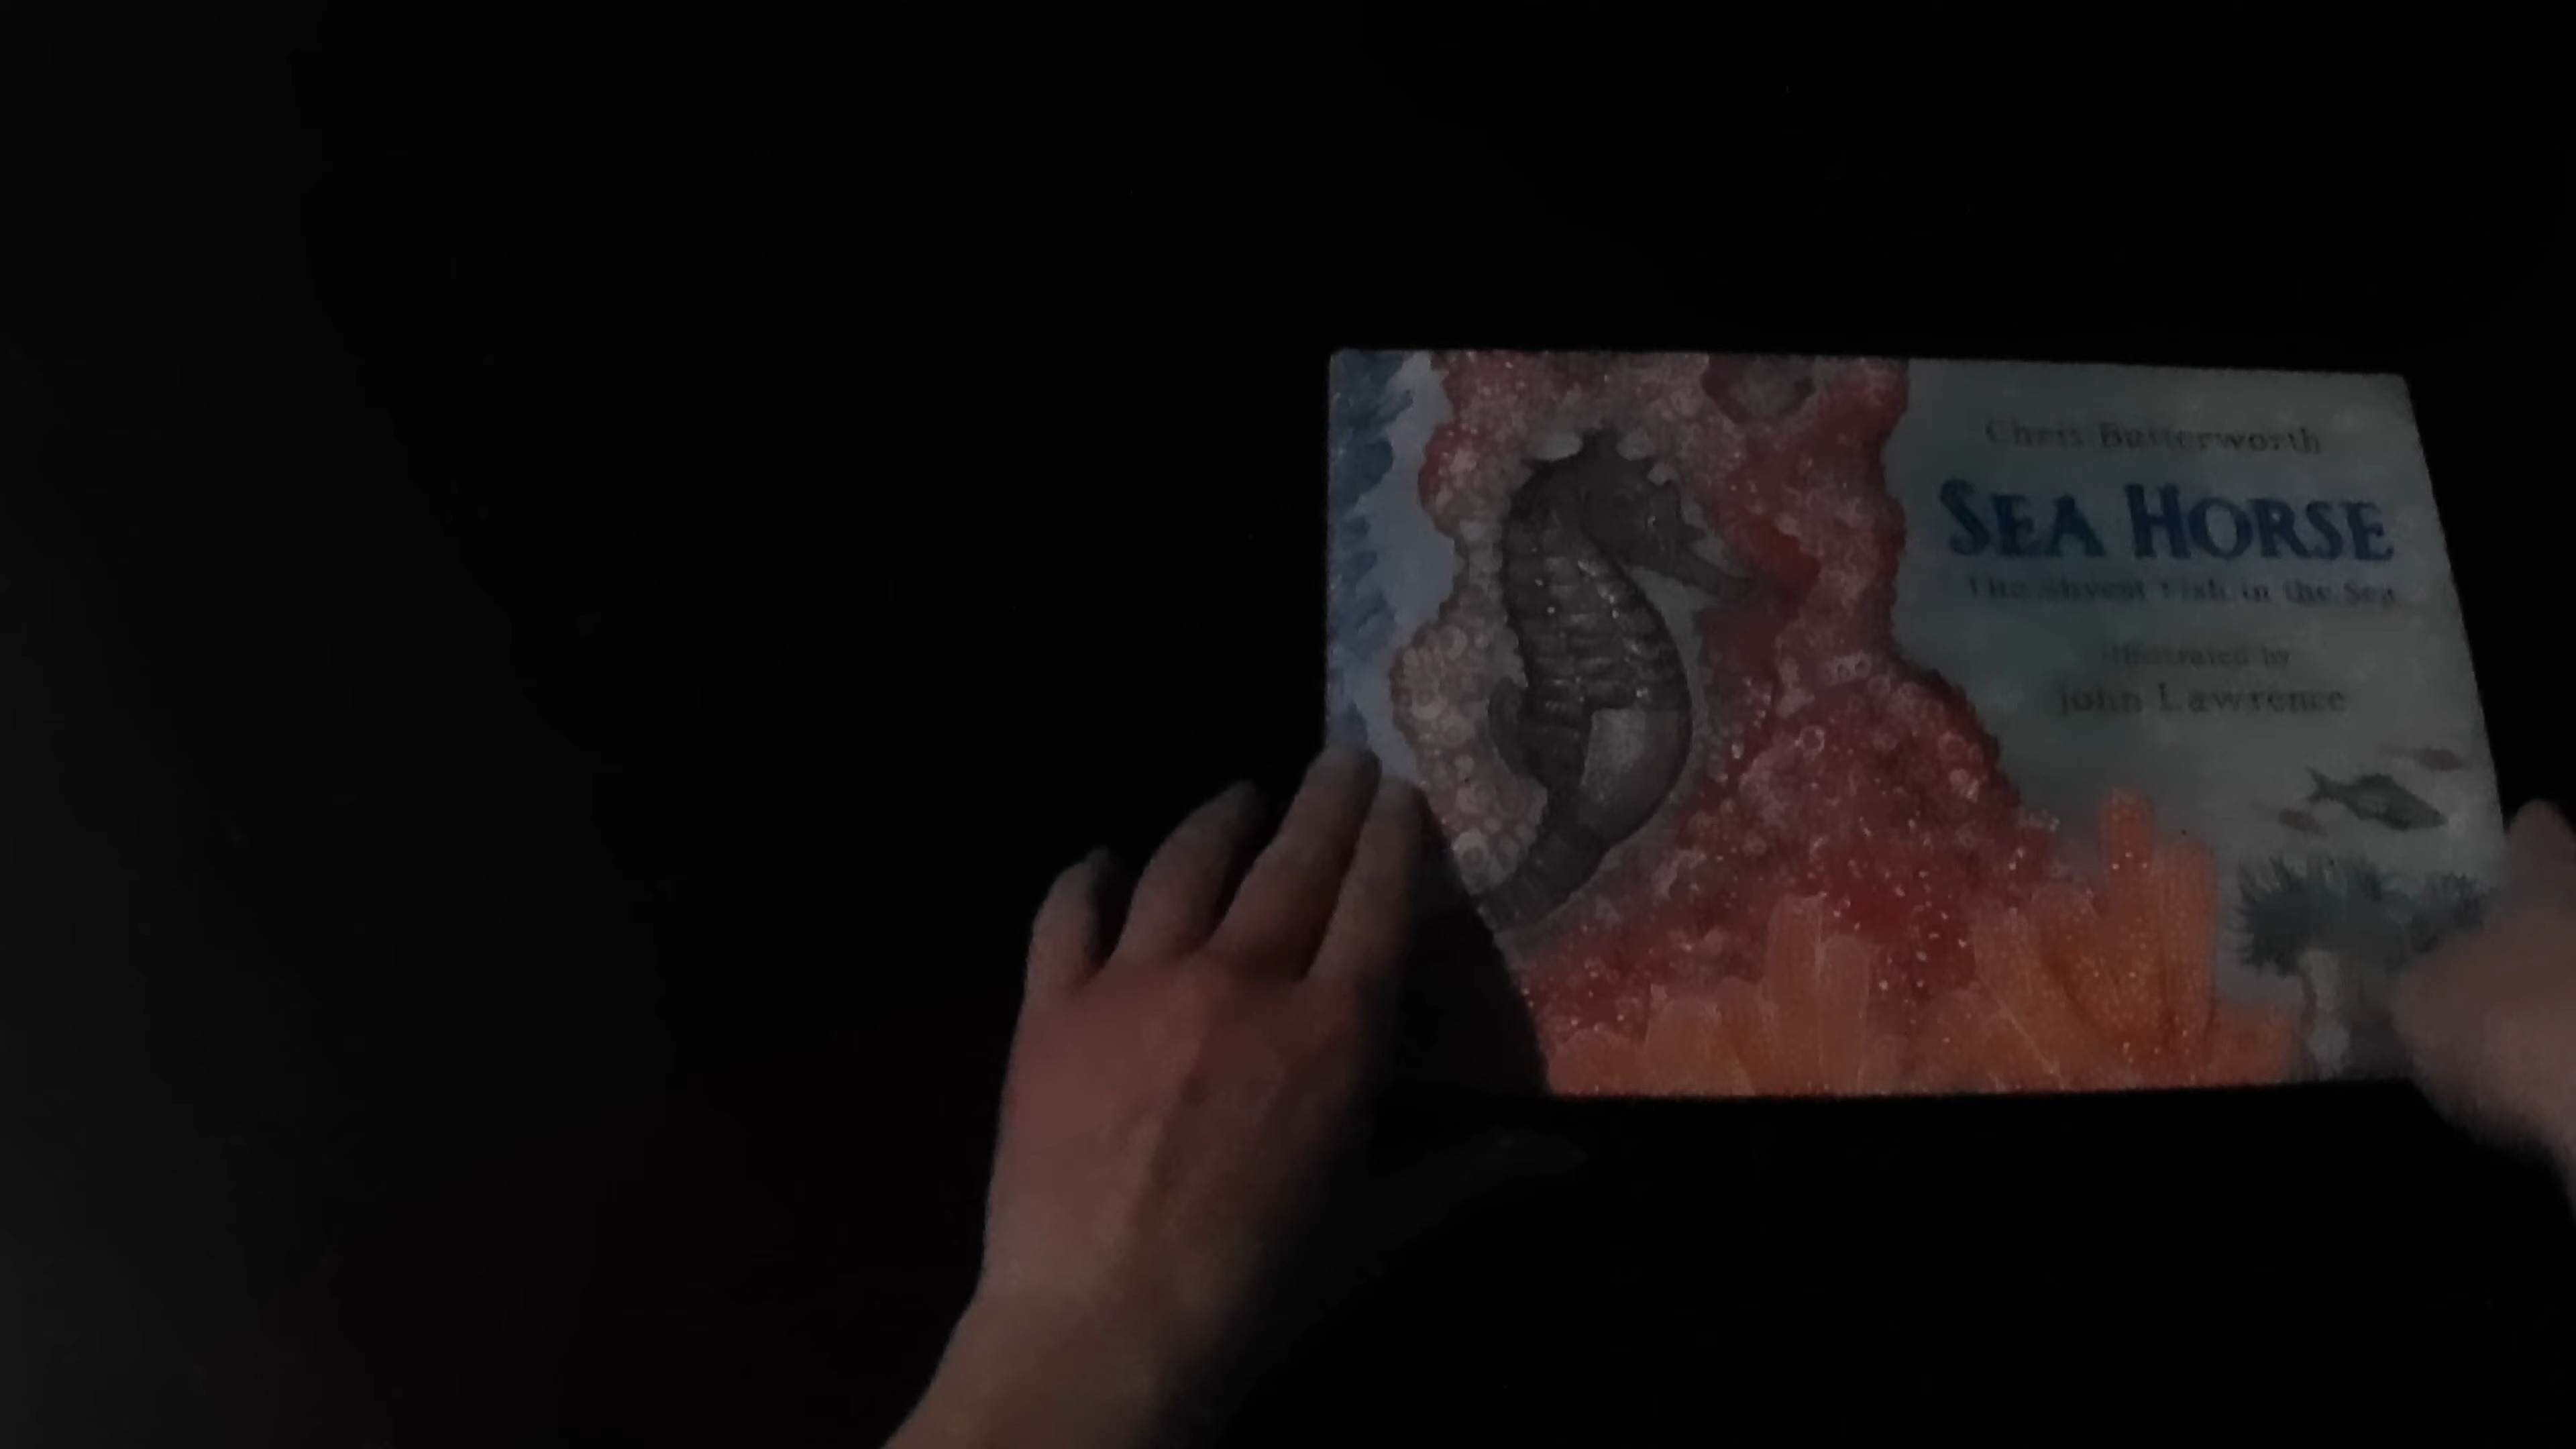 Chris Butterworth
SEA HORSE
The Shyest Fish in the Sea
illustrated by
John Lawrence